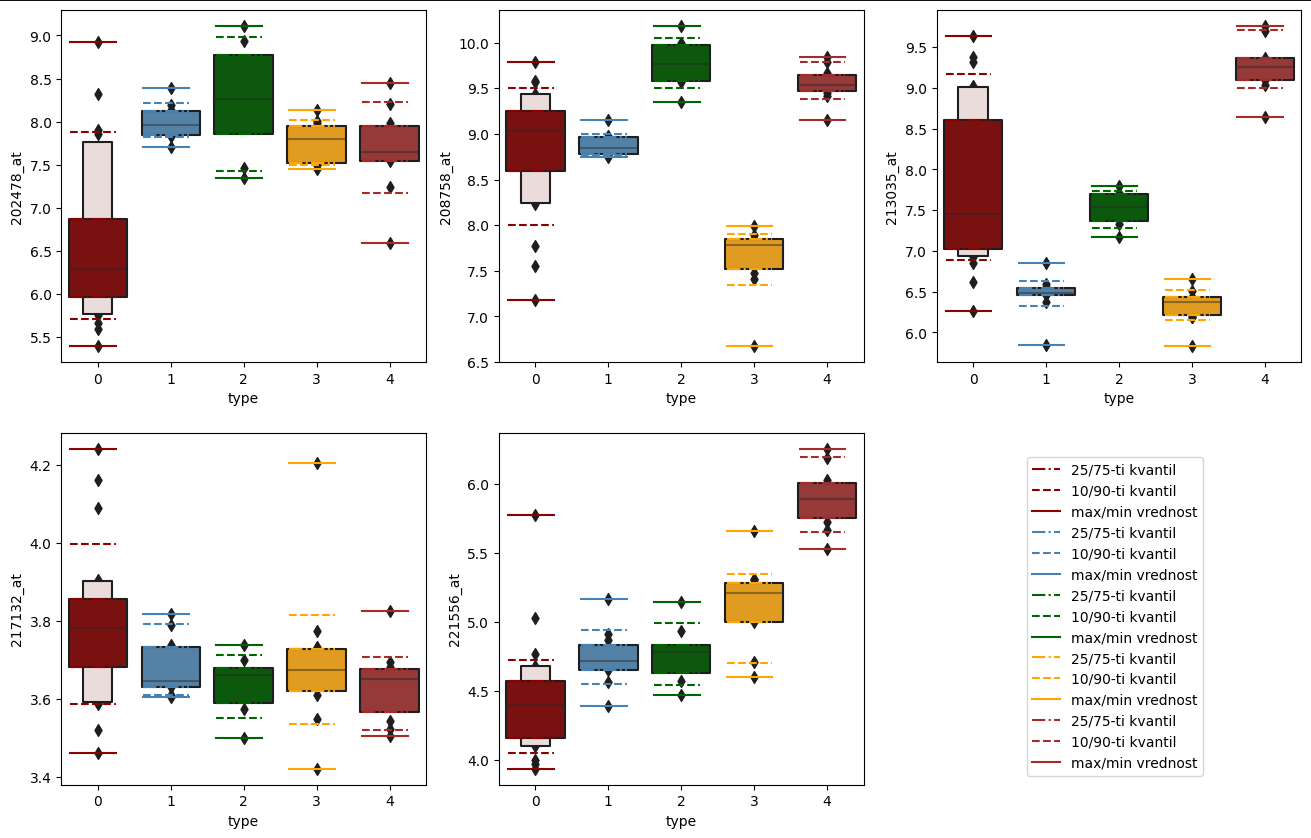 202478_at
9.0
8.5
8.0
7.5
7.0
6.5
6.0
5.5
0 1 2 3 4
type
208758_at
10.0
9.5
9.0
8.5
8.0
7.5
7.0
6.5
0 1 2 3 4
type
213035_at
9.5
9.0
8.5
8.0
7.5
7.0
6.5
6.0
0 1 2 3 4
type
217132_at
4.2
4.0
3.8
3.6
3.4
0 1 2 3 4
type
221556_at
6.0
5.5
5.0
4.5
4.0
0 1 2 3 4
type
25/75-ti kvantil
10/90-ti kvantil
max/min vrednost
25/75-ti kvantil
10/90-ti kvantil
max/min vrednost
25/75-ti kvantil
10/90-ti kvantil
max/min vrednost
25/75-ti kvantil
10/90-ti kvantil
max/min vrednost
25/75-ti kvantil
10/90-ti kvantil
max/min vrednost